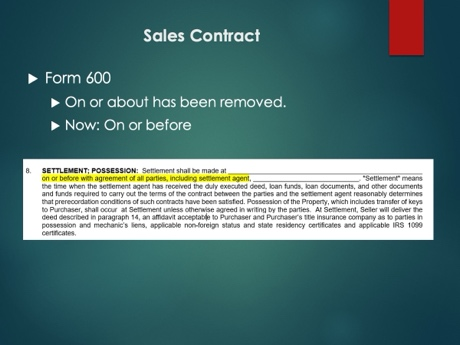 Sales Contract
Form 600
On or about has been removed.
Now: On or before
8. SETTLEMENT; POSSESSION: Settlement shall be made at
on or before with agreement of all parties, including settlement agent, . "Settlement" means
the time when the settlement agent has received the duly executed deed, loan funds, loan documents, and other documents
and funds required to carry out the terms of the contract between the parties and the settlement agent reasonably determines
that prerecordation conditions of such contracts have been satisfied. Possession of the Property, which includes transfer of keys
to Purchaser, shall occur at Settlement unless otherwise agreed in writing by the parties. At Settlement, Seller will deliver the
deed described in paragraph 14, an affidavit acceptable to Purchaser and Purchaser's title insurance company as to parties in
possession and mechanic's liens, applicable non-foreign status and state residency certificates and applicable IRS 1099
certificates.